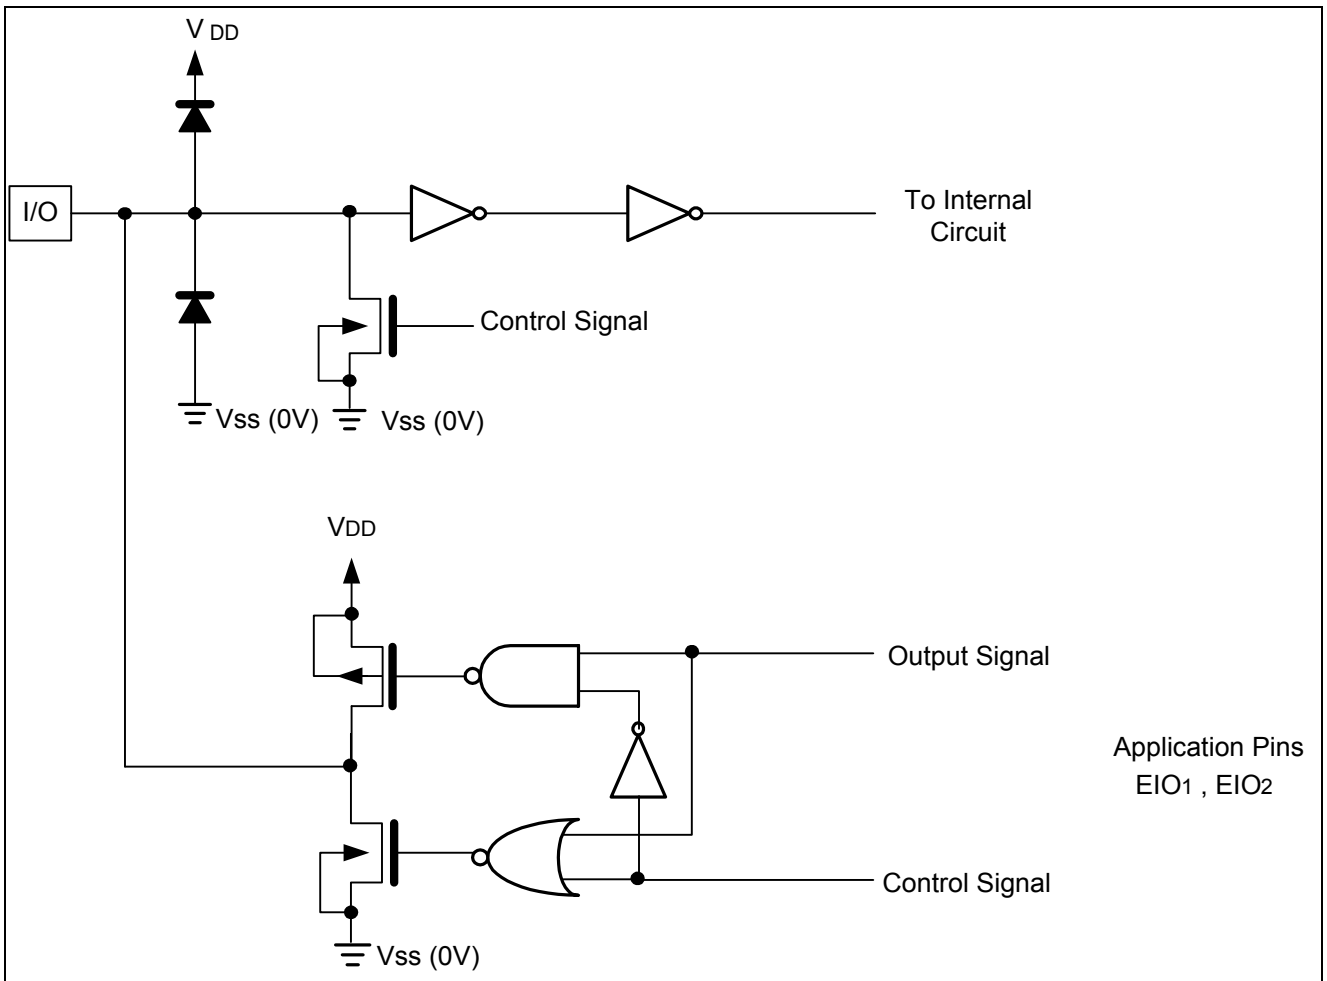 V DD
I/O
To Internal
Circuit
Control Signal
Vss (0V)
Vss (0V)
VDD
Output Signal
Application Pins
EIO1 , EIO2
Control Signal
Vss (0V)